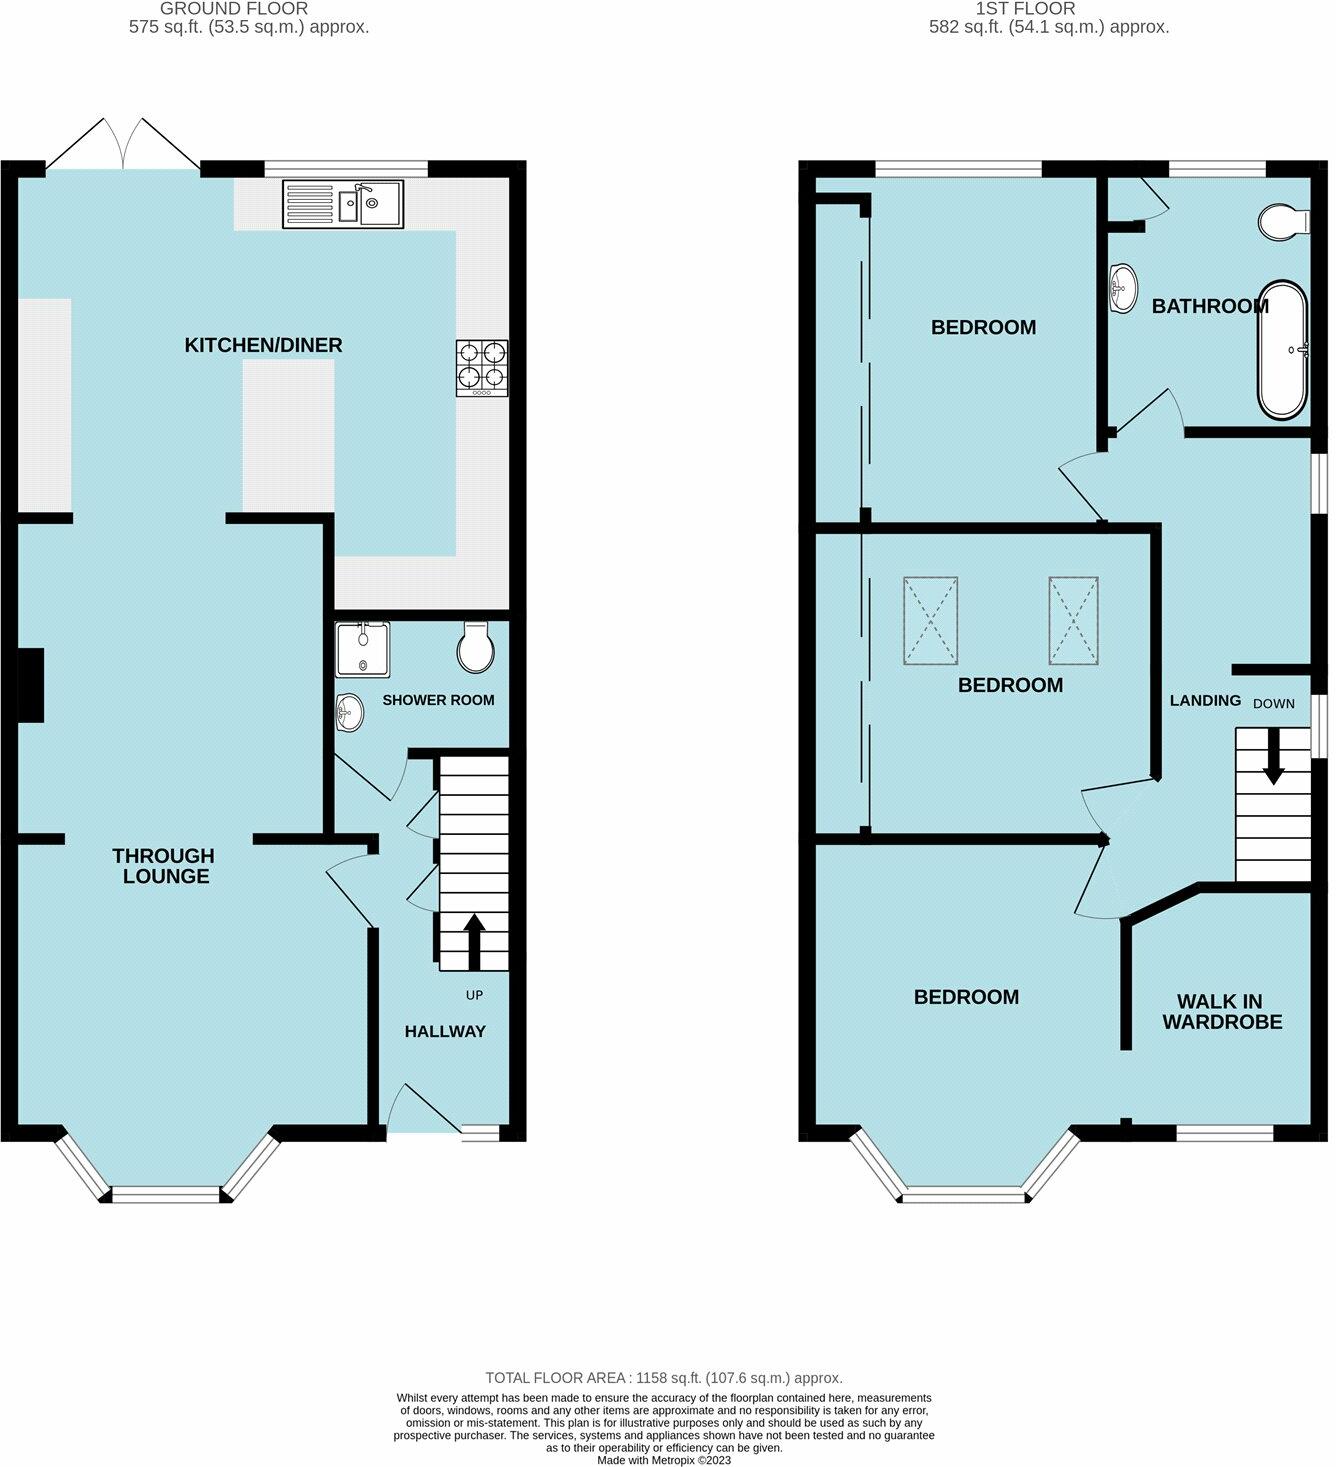 GROUND FLOOR
575 sq.ft. (53.5 sq.m.) approx.
1ST FLOOR
582 sq.ft. (54.1 sq.m.) approx.
KITCHEN/DINER
SHOWER ROOM
THROUGH
LOUNGE
UP
HALLWAY
BEDROOM
BATHROOM
BEDROOM
LANDING
DOWN
BEDROOM
WALK IN
WARDROBE
TOTAL FLOOR AREA : 1158 sq.ft. (107.6 sq.m.) approx.
Whilst every attempt has been made to ensure the accuracy of the floorplan contained here, measurements
of doors, windows, rooms and any other items are approximate and no responsibility is taken for any error,
omission or mis-statement. This plan is for illustrative purposes only and should be used as such by any
prospective purchaser. The services, systems and appliances shown have not been tested and no guarantee
as to their operability or efficiency can be given.
Made with Metropix ©2023